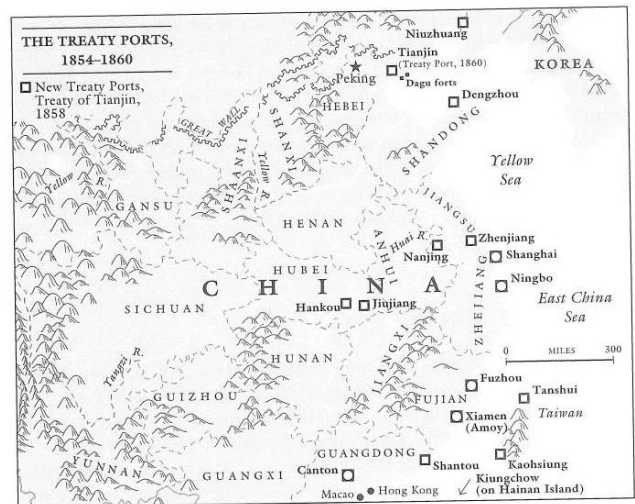 THE TREATY PORTS,
1854–1860
New Treaty Ports,
Treaty of Tianjin,
1858
Niuzhuang
Tianjin
(Treaty Port, 1860)
Peking
Dagu forts
KOREA
HEBEI
Dengzhou
GREAT WALL
SHAANXI
SHANXI
SHANDONG
Yellow R.
Yellow R.
Yellow
Sea
GANSU
HENAN
JIANGSU
ANHUI
Huai R.
Zhenjiang
Nanjing
Shanghai
HUBEI
CHINA
Ningbo
ZHEJIANG
East China
Sea
SICHUAN
Hankou
Jiujiang
Yangzi R.
HUNAN
JIANGXI
0 MILES 300
GUIZHOU
FUJIAN
Fuzhou
Tanshui
Taiwan
Xiamen
(Amoy)
YUNNAN
GUANGXI
GUANGDONG
Canton
Shantou
Kaohsiung
Kiungchow
(on Hainan Island)
Macao
Hong Kong